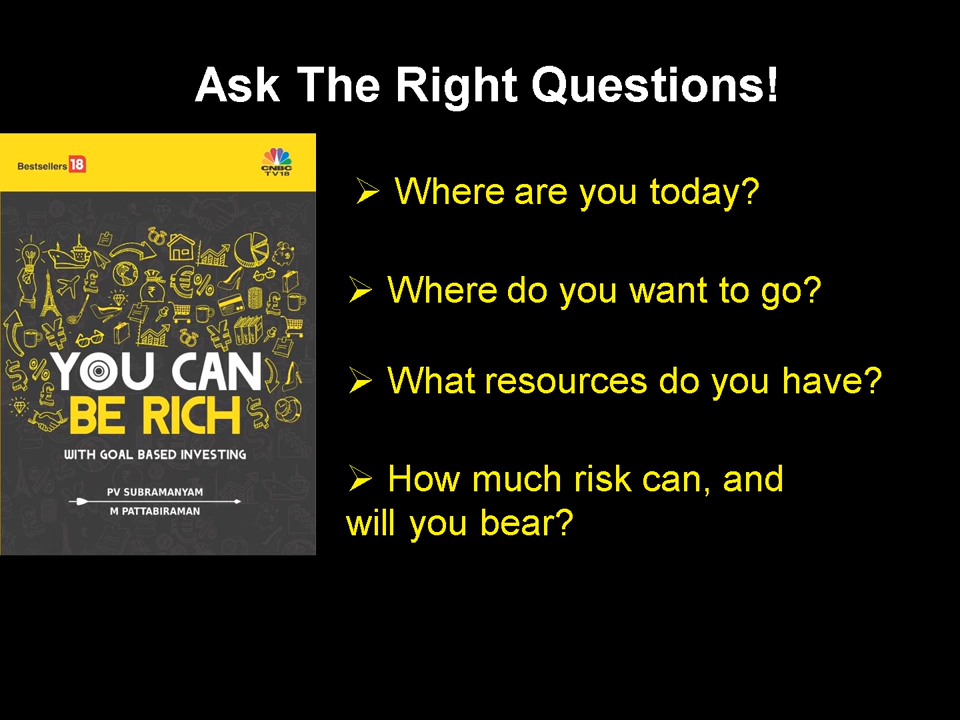 Ask The Right Questions!
Bestsellers 18
CNBC
TV18
YOU CAN
BE RICH
WITH GOAL BASED INVESTING
PV SUBRAMANYAM
M PATTABIRAMAN
➢ Where are you today?
➢ Where do you want to go?
➢ What resources do you have?
➢ How much risk can, and
will you bear?